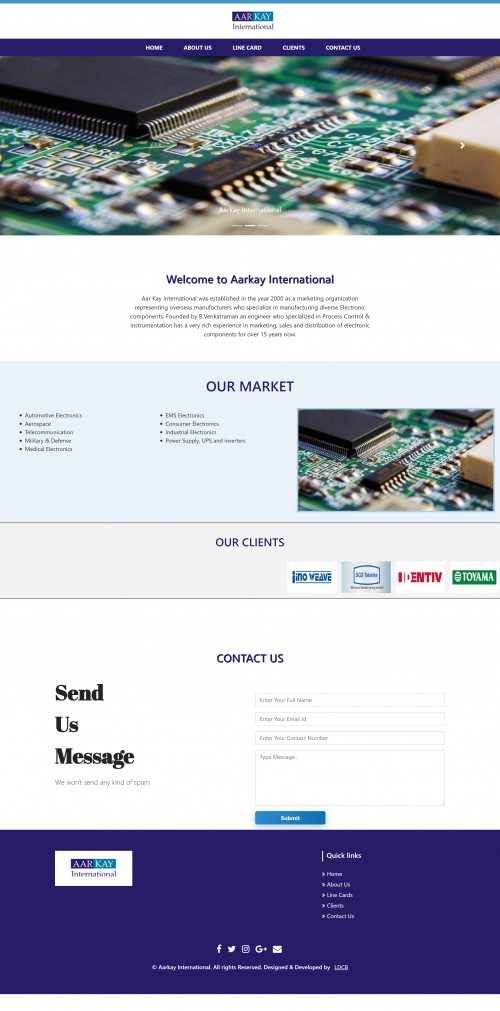 AAR KAY
International
HOME ABOUT US LINE CARD CLIENTS CONTACT US
Aarkay International
Welcome to Aarkay International
Aar Kay International was established in the year 2000 as a marketing organization
representing overseas manufacturers who specialize in manufacturing diverse Electronic
components. Founded by B.Venkatraman an engineer who specialized in Process Control &
instrumentation has a very rich experience in marketing, sales and distribution of electronic
components for over 15 years now.
OUR MARKET
Automotive Electronics
Aerospace
Telecommunication
Military & Defense
Medical Electronics
EMS Electronics
Consumer Electronics
Industrial Electronics
Power Supply, UPS and inverters
OUR CLIENTS
WEAVE
SGS Tekniks
IDENTIV
TOYAMA
CONTACT US
Send
Us
Message
We won't send any kind of spam
Enter Your Full Name
Enter Your Email Id
Enter Your Contact Number
Type Message..
Submit
AAR KAY
International
Quick links
» Home
» About Us
» Line Cards
» Clients
» Contact Us
© Aarkay International. All rights Reserved. Designed & Developed by LDCB